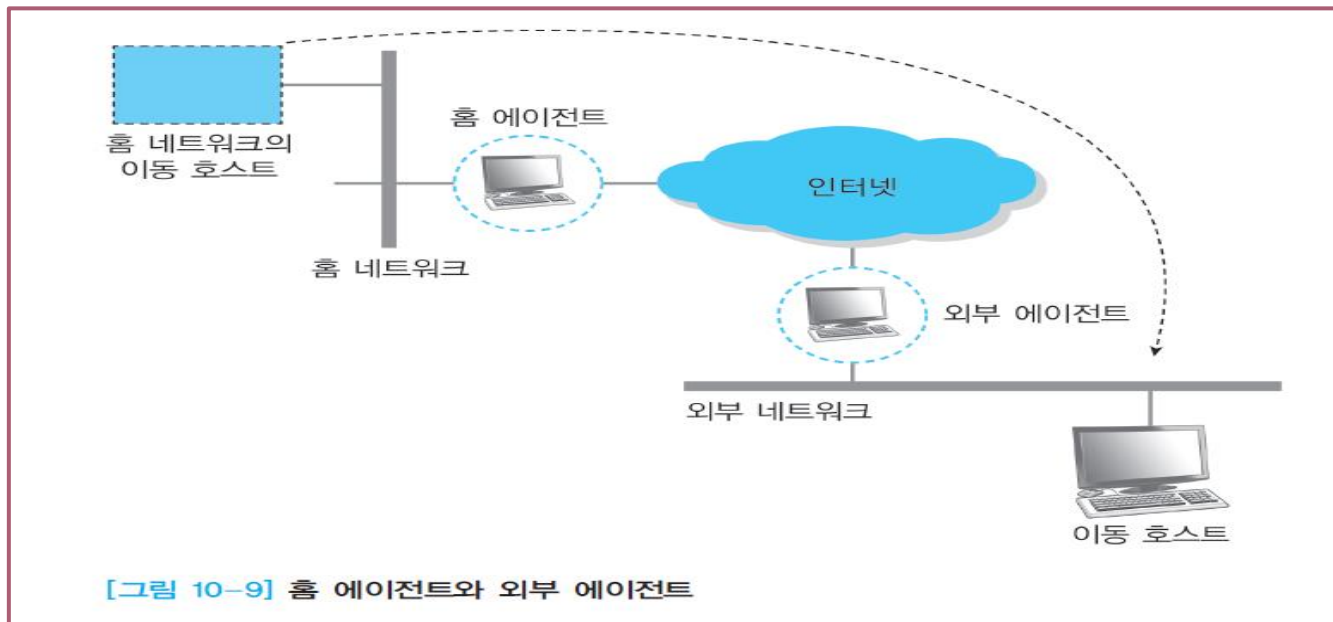 홈 네트워크의
이동 호스트
홈 에이전트
인터넷
홈 네트워크
외부 에이전트
외부 네트워크
이동 호스트
[그림 10-9] 홈 에이전트와 외부 에이전트